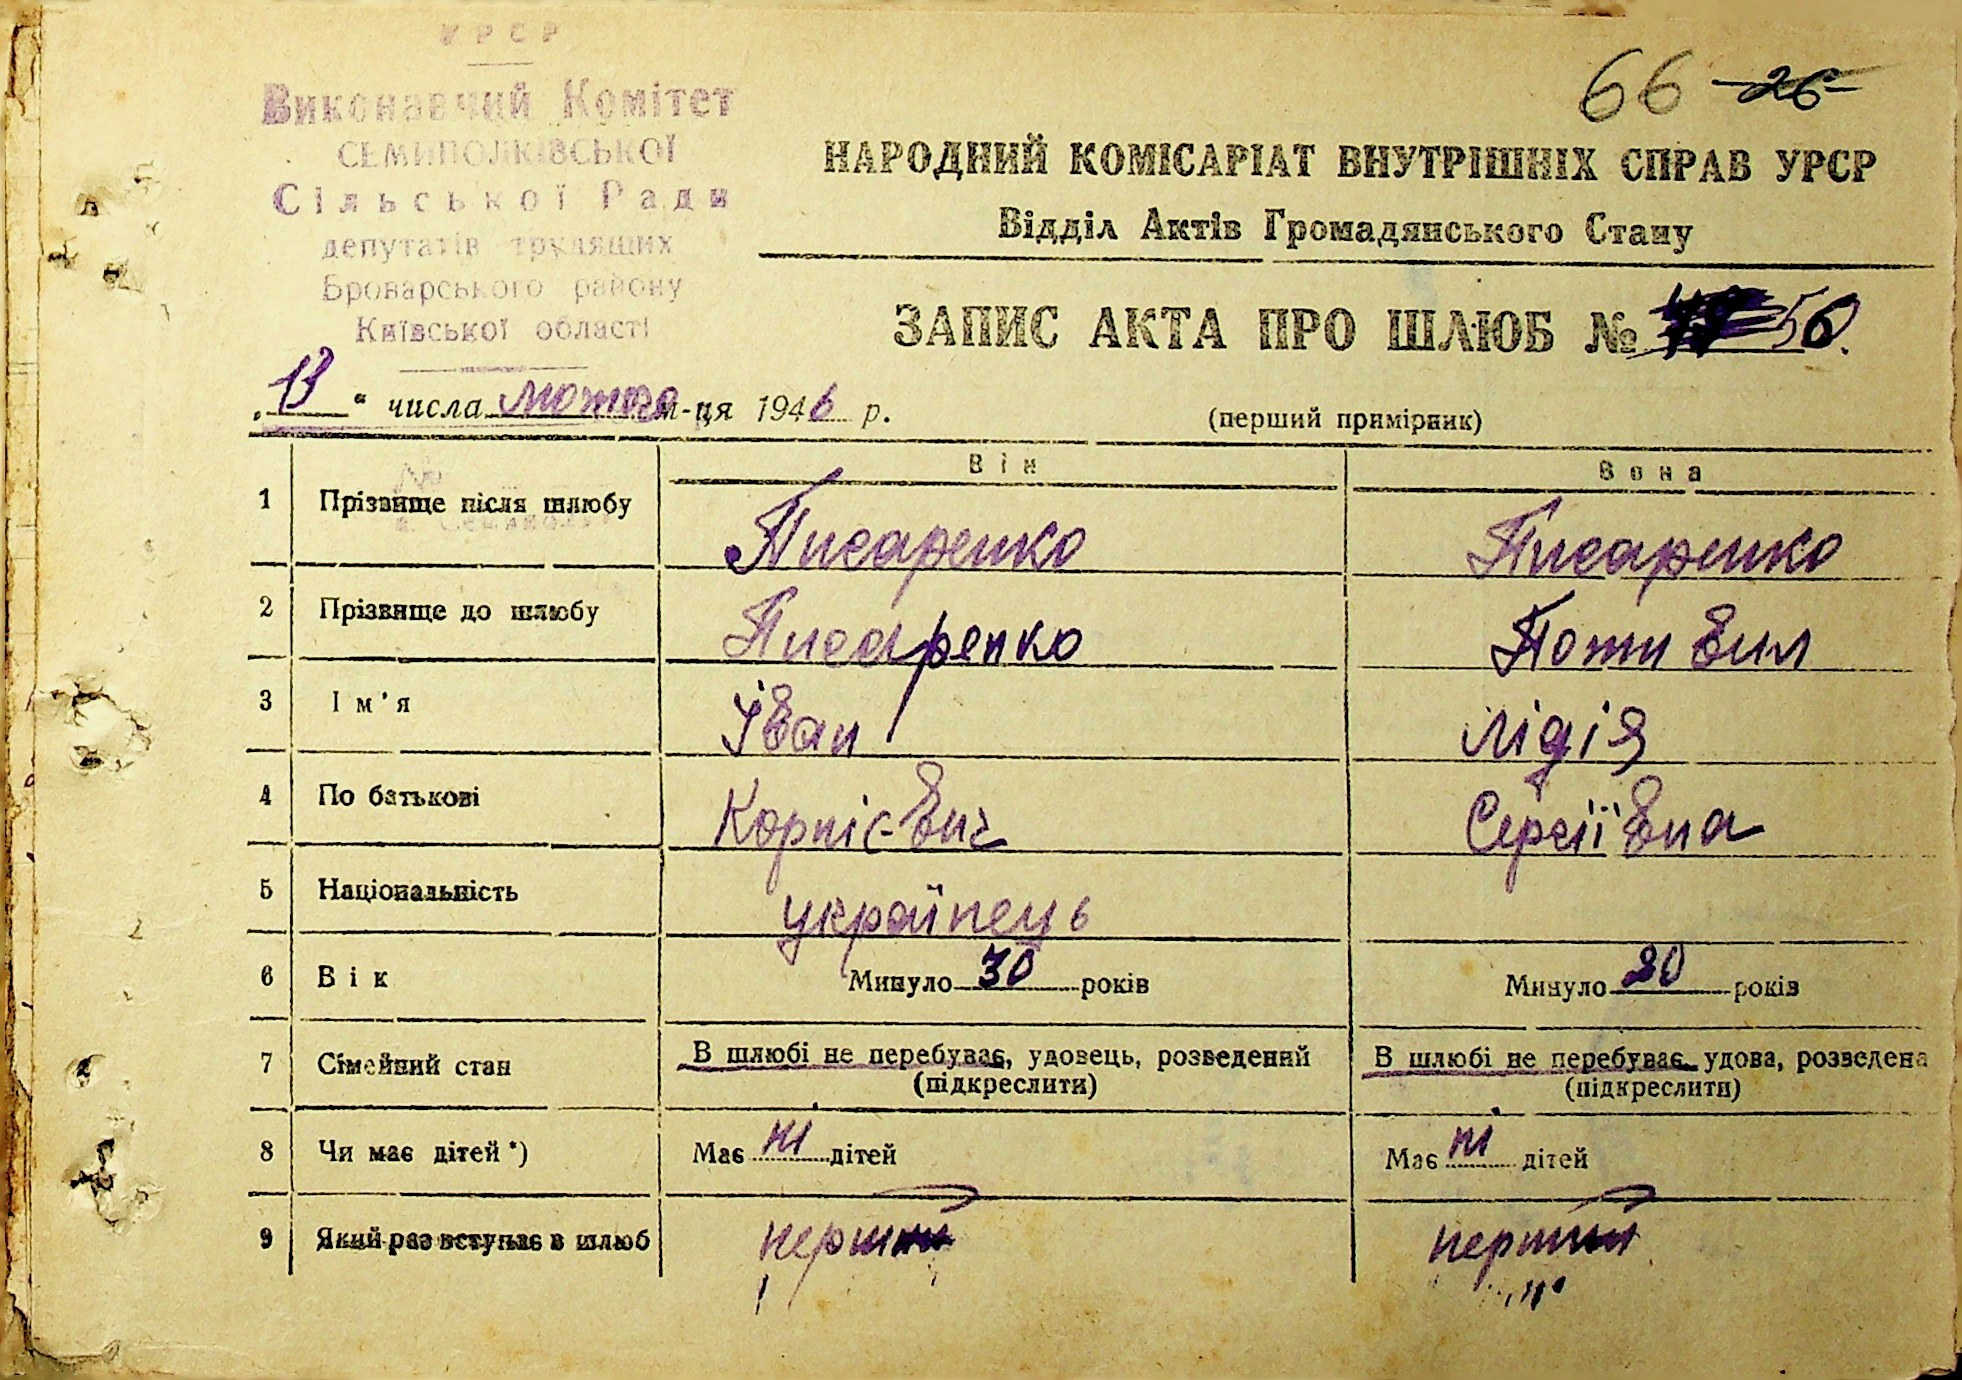 УРСР
Виконавчий Комітет
СЕМИПОЛКІВСЬКОЇ
Сільської Ради
депутатів трудящих
Броварського району
Київської області
66 26
НАРОДНИЙ КОМІСАРІАТ ВНУТРІШНІХ СПРАВ УРСР
Відділ Актів Громадянського Стану
ЗАПИС АКТА ПРО ШЛЮБ № 50.
„13“ числа лютого м-ця 1946 р.
(перший примірник)
Він Вона
1 Прізвище після шлюбу Писаренко Писаренко
2 Прізвище до шлюбу Писаренко Потивил
3 Ім'я Іван Лідія
4 По батькові Корнієвич Сергіївна
5 Національність українець
6 Вік Минуло 30 років Минуло 20 років
7 Сімейний стан В шлюбі не перебуває, удовець, розведений (підкреслити) В шлюбі не перебуває удова, розведена (підкреслити)
8 Чи має дітей *) Має ні дітей Має ні дітей
9 Який раз вступає в шлюб перший перший